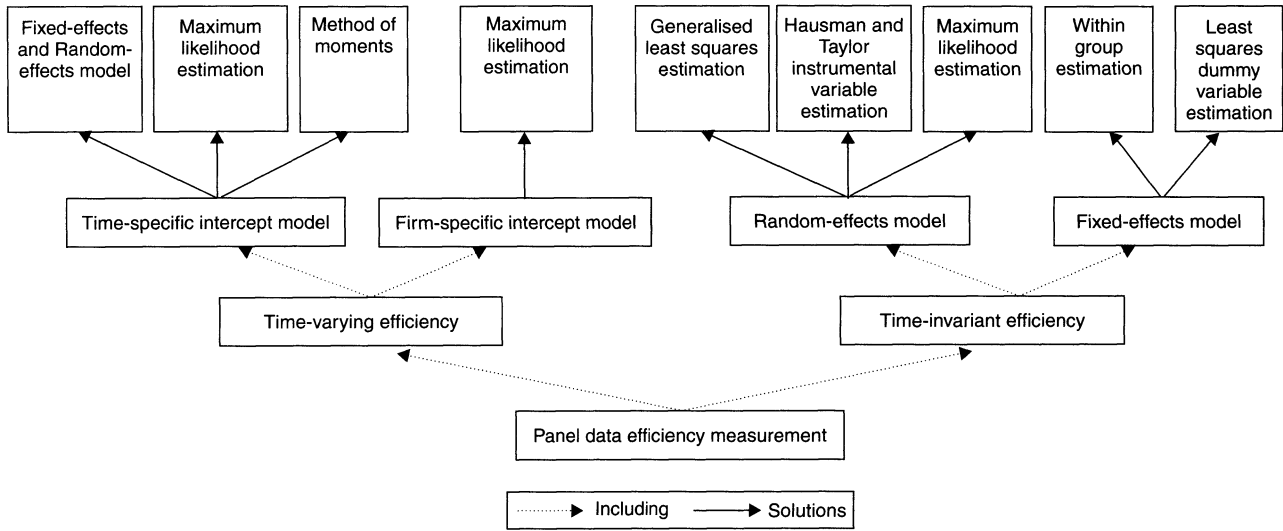 Fixed-effects
and Random-
effects model
Maximum
likelihood
estimation
Method of
moments
Maximum
likelihood
estimation
Generalised
least squares
estimation
Hausman and
Taylor
instrumental
variable
estimation
Maximum
likelihood
estimation
Within
group
estimation
Least
squares
dummy
variable
estimation
Time-specific intercept model
Firm-specific intercept model
Random-effects model
Fixed-effects model
Time-varying efficiency
Time-invariant efficiency
Panel data efficiency measurement
Including
Solutions